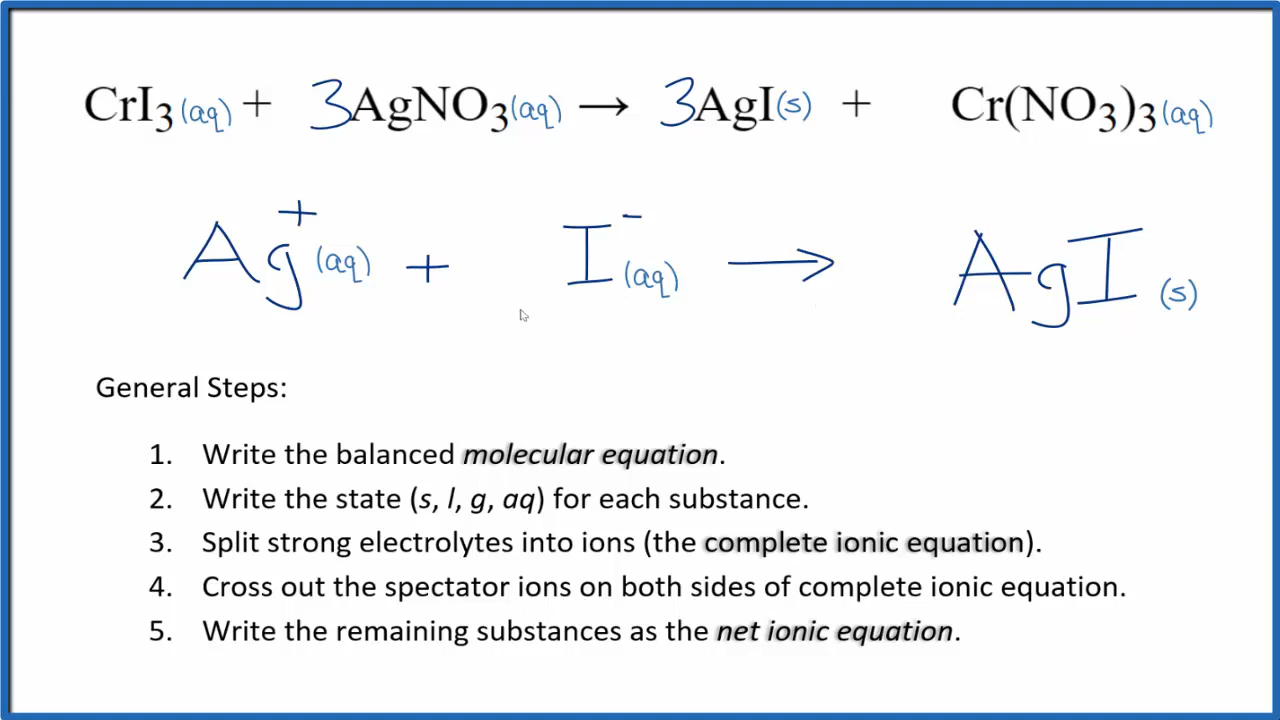 CrI₃(aq) + 3AgNO₃(aq) → 3AgI(s) + Cr(NO₃)₃(aq)
Ag⁺(aq) + I⁻(aq) → AgI(s)
General Steps:
1. Write the balanced molecular equation.
2. Write the state (s, l, g, aq) for each substance.
3. Split strong electrolytes into ions (the complete ionic equation).
4. Cross out the spectator ions on both sides of complete ionic equation.
5. Write the remaining substances as the net ionic equation.